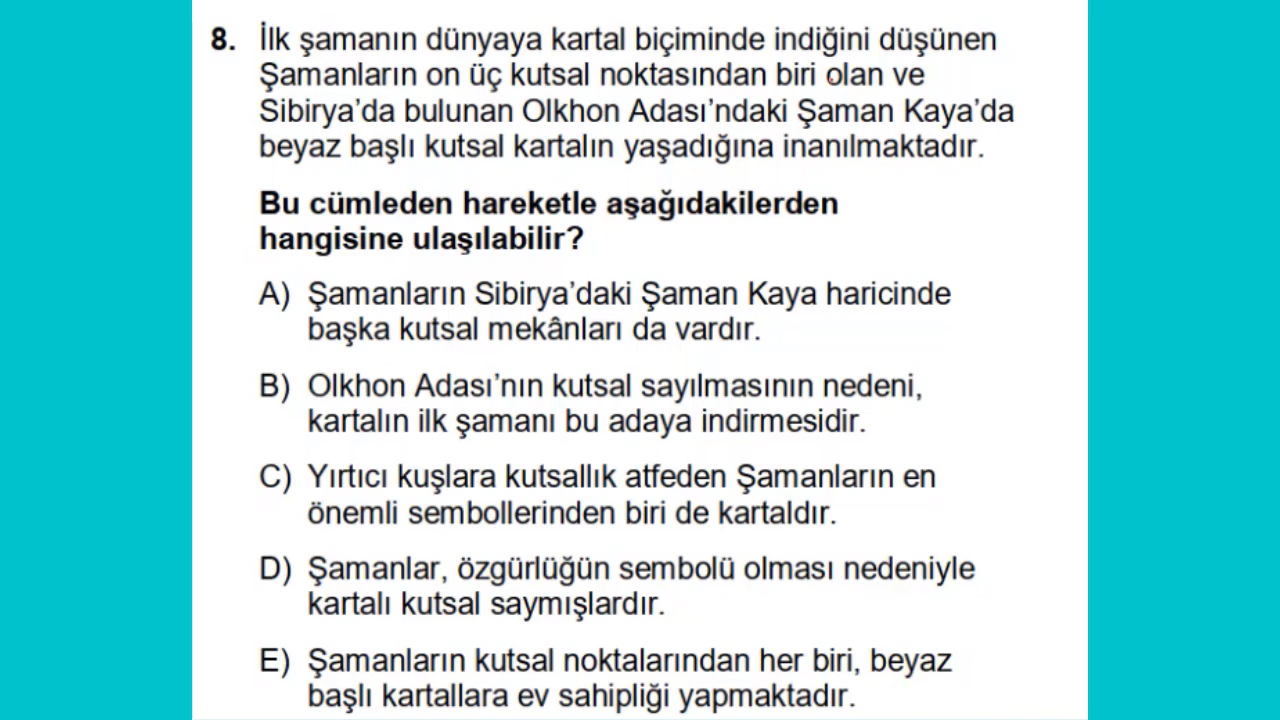 8. İlk şamanın dünyaya kartal biçiminde indiğini düşünen
Şamanların on üç kutsal noktasından biri olan ve
Sibirya’da bulunan Olkhon Adası’ndaki Şaman Kaya’da
beyaz başlı kutsal kartalın yaşadığına inanılmaktadır.
Bu cümleden hareketle aşağıdakilerden
hangisine ulaşılabilir?
A) Şamanların Sibirya’daki Şaman Kaya haricinde
başka kutsal mekânları da vardır.
B) Olkhon Adası’nın kutsal sayılmasının nedeni,
kartalın ilk şamanı bu adaya indirmesidir.
C) Yırtıcı kuşlara kutsallık atfeden Şamanların en
önemli sembollerinden biri de kartaldır.
D) Şamanlar, özgürlüğün sembolü olması nedeniyle
kartalı kutsal saymışlardır.
E) Şamanların kutsal noktalarından her biri, beyaz
başlı kartallara ev sahipliği yapmaktadır.